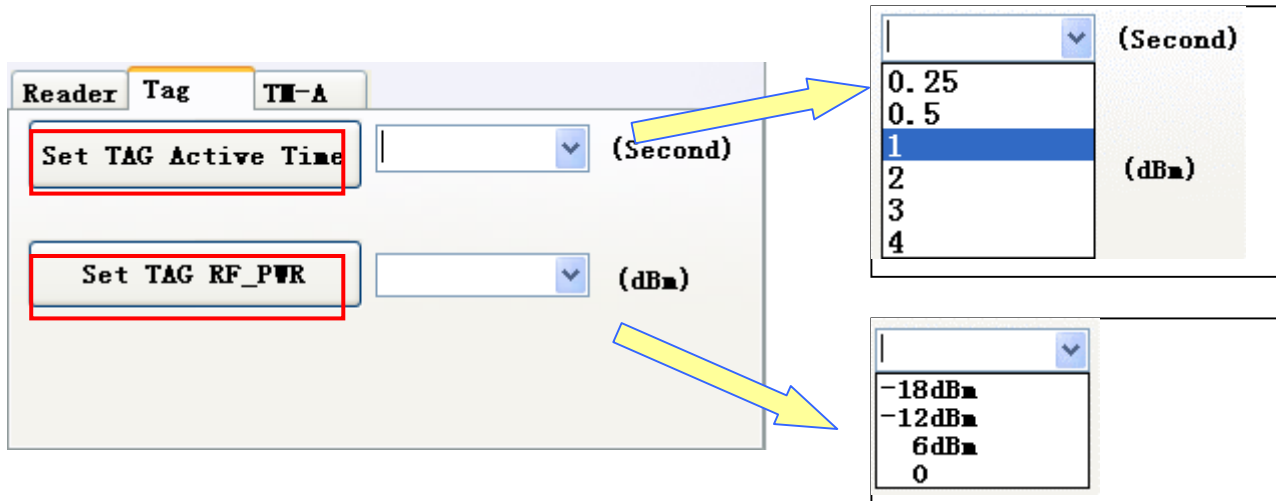 Reader Tag TM-A
Set TAG Active Time (Second)
Set TAG RF_PWR (dBm)
(Second)
0.25
0.5
1
2
3
4
(dBm)
-18dBm
-12dBm
6dBm
0